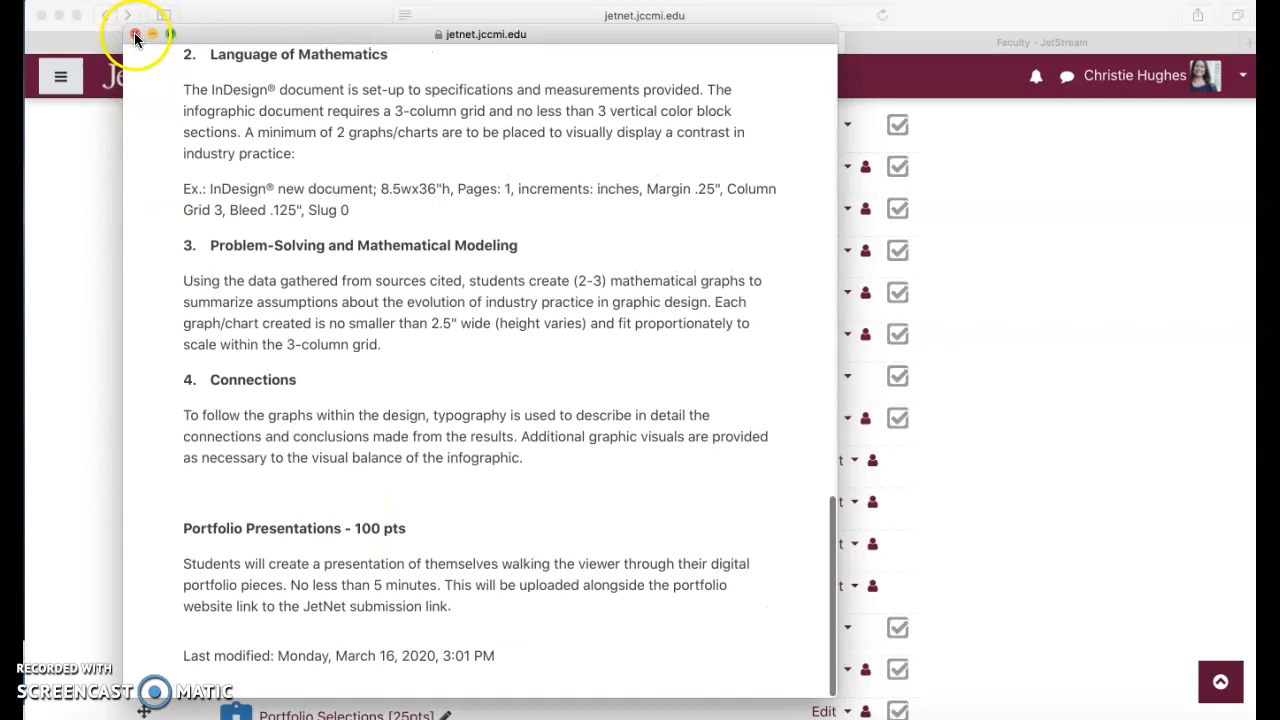 jetnet.jccmi.edu
jetnet.jccmi.edu
Faculty – JetStream
Je
Christie Hughes
2. Language of Mathematics
The InDesign® document is set-up to specifications and measurements provided. The
infographic document requires a 3-column grid and no less than 3 vertical color block
sections. A minimum of 2 graphs/charts are to be placed to visually display a contrast in
industry practice:
Ex.: InDesign® new document; 8.5wx36"h, Pages: 1, increments: inches, Margin .25", Column
Grid 3, Bleed .125", Slug 0
3. Problem-Solving and Mathematical Modeling
Using the data gathered from sources cited, students create (2-3) mathematical graphs to
summarize assumptions about the evolution of industry practice in graphic design. Each
graph/chart created is no smaller than 2.5" wide (height varies) and fit proportionately to
scale within the 3-column grid.
4. Connections
To follow the graphs within the design, typography is used to describe in detail the
connections and conclusions made from the results. Additional graphic visuals are provided
as necessary to the visual balance of the infographic.
t
t
t
t
Portfolio Presentations - 100 pts
Students will create a presentation of themselves walking the viewer through their digital
portfolio pieces. No less than 5 minutes. This will be uploaded alongside the portfolio
website link to the JetNet submission link.
Last modified: Monday, March 16, 2020, 3:01 PM
RECORDED WITH
SCREENCAST MATIC
Portfolio Selections [25pts]
Edit